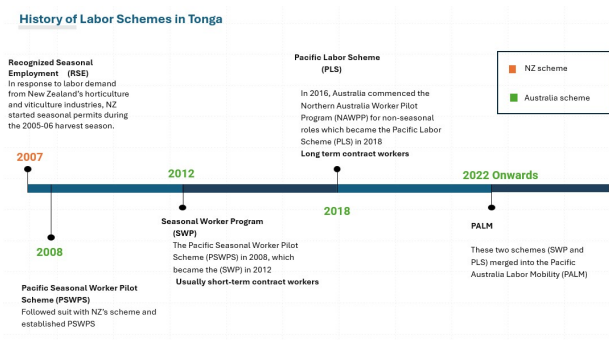 History of Labor Schemes in Tonga
Recognized Seasonal
Employment (RSE)
In response to labor demand
from New Zealand's horticulture
and viticulture industries, NZ
started seasonal permits during
the 2005-06 harvest season.
Pacific Labor Scheme
(PLS)
In 2016, Australia commenced the
Northern Australia Worker Pilot
Program (NAWPP) for non-seasonal
roles which became the Pacific Labor
Scheme (PLS) in 2018
Long term contract workers
NZ scheme
Australia scheme
2007
2012
2022 Onwards
2008
2018
Seasonal Worker Program
(SWP)
The Pacific Seasonal Worker Pilot
Scheme (PSWPS) in 2008, which
became the (SWP) in 2012
Usually short-term contract workers
PALM
These two schemes (SWP and
PLS) merged into the Pacific
Australia Labor Mobility (PALM)
Pacific Seasonal Worker Pilot
Scheme (PSWPS)
Followed suit with NZ's scheme and
established PSWPS